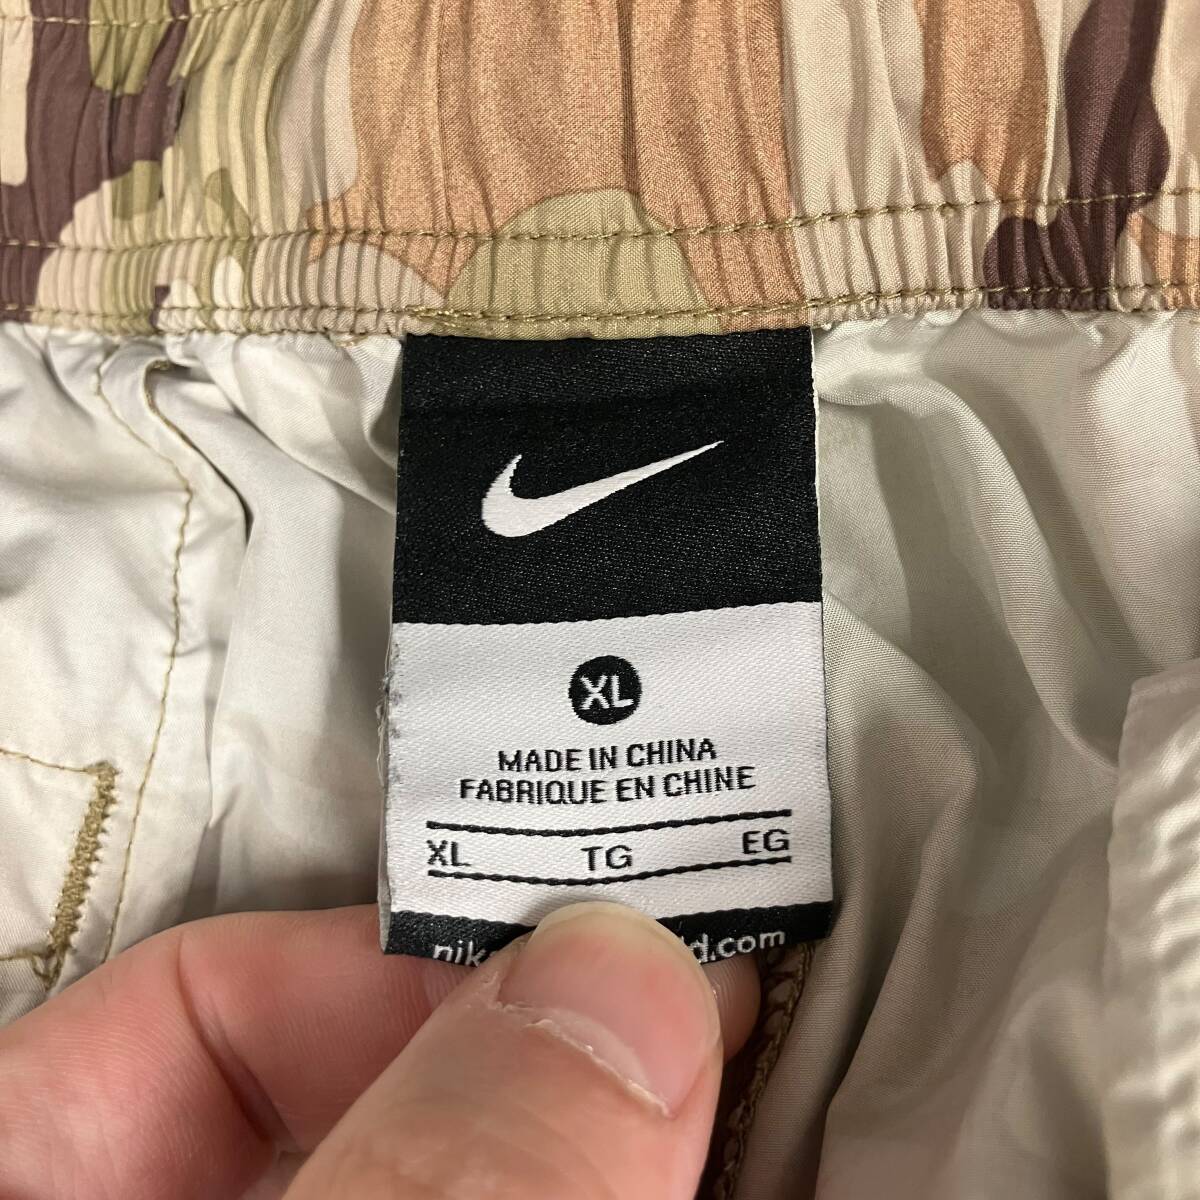 XL
MADE IN CHINA
FABRIQUE EN CHINE
XL TG EG